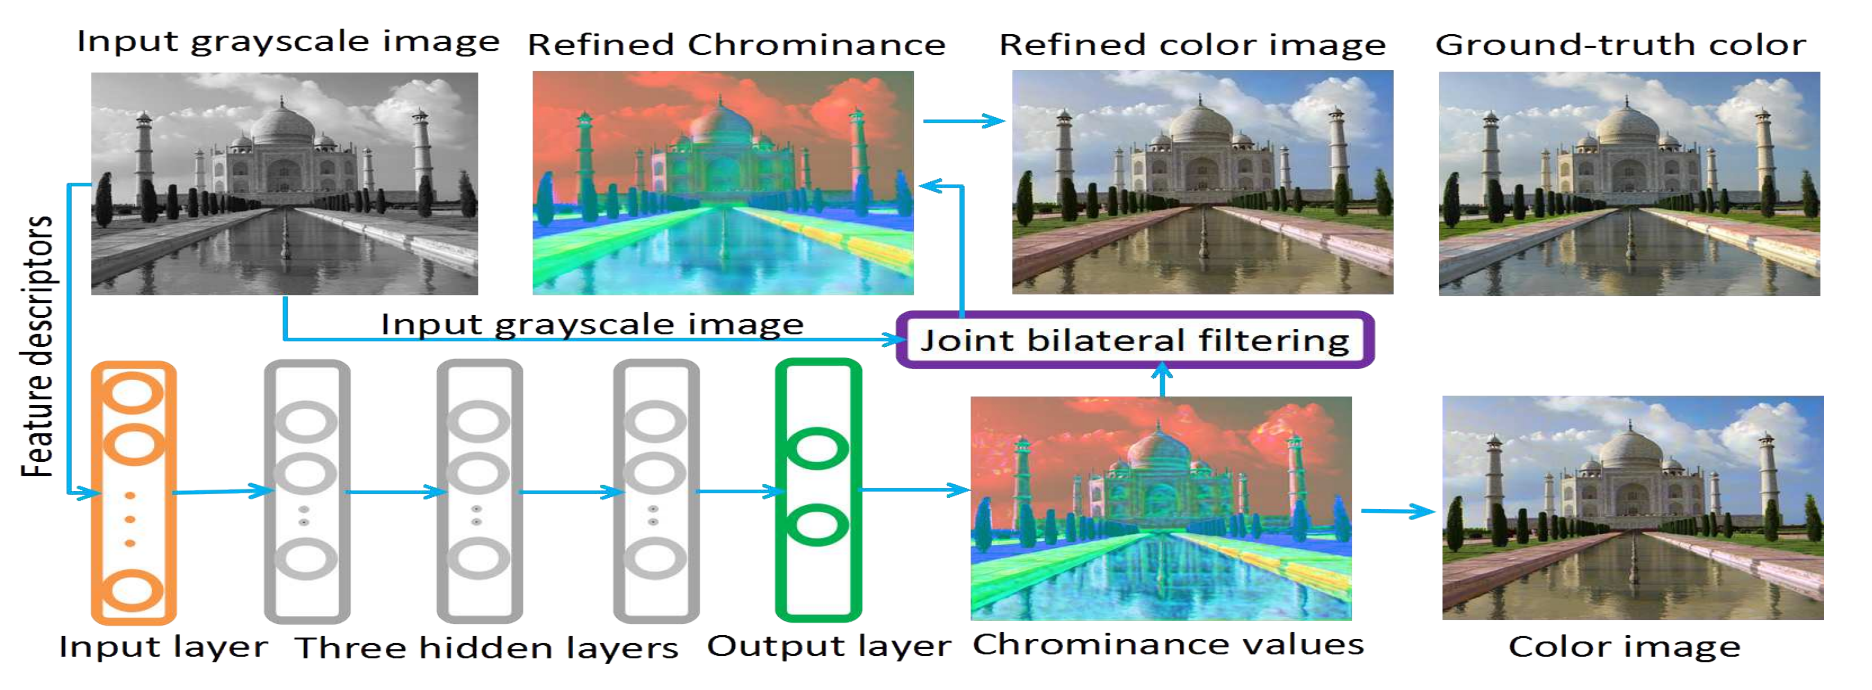 Input grayscale image
Refined Chrominance
Refined color image
Ground-truth color
Feature descriptors
Input grayscale image
Joint bilateral filtering
Input layer
Three hidden layers
Output layer
Chrominance values
Color image